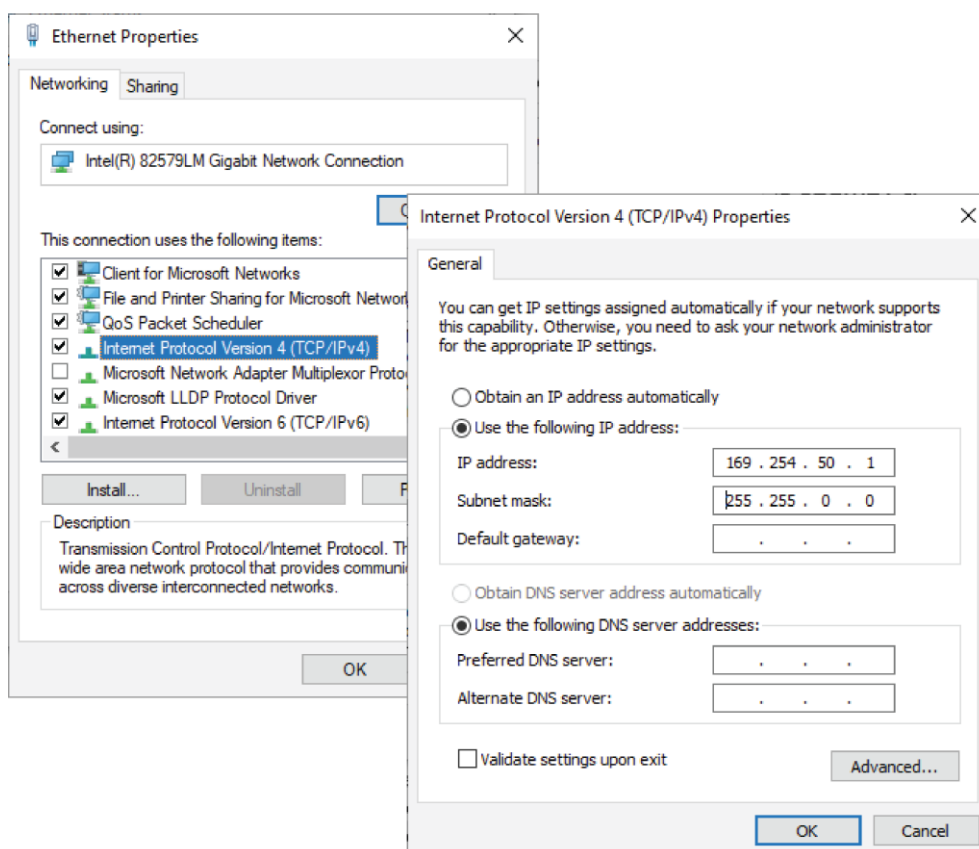 Ethernet Properties
Networking
Sharing
Connect using:
Intel(R) 82579LM Gigabit Network Connection
This connection uses the following items:
Client for Microsoft Networks
File and Printer Sharing for Microsoft
QoS Packet Scheduler
Internet Protocol Version 4 (TCP/IPv4)
Microsoft Network Adapter Multiplexor
Microsoft LLDP Protocol Driver
Internet Protocol Version 6 (TCP/IPv6)
Install...
Uninstall
Description
Transmission Control Protocol/Internet Protocol.
wide area network protocol that provides
across diverse interconnected networks.
OK
Internet Protocol Version 4 (TCP/IPv4) Properties
General
You can get IP settings assigned automatically if your network supports
this capability. Otherwise, you need to ask your network administrator
for the appropriate IP settings.
Obtain an IP address automatically
Use the following IP address:
IP address: 169 . 254 . 50 . 1
Subnet mask: 255 . 255 . 0 . 0
Default gateway: . . .
Obtain DNS server address automatically
Use the following DNS server addresses:
Preferred DNS server: . . .
Alternate DNS server: . . .
Validate settings upon exit
Advanced...
OK
Cancel